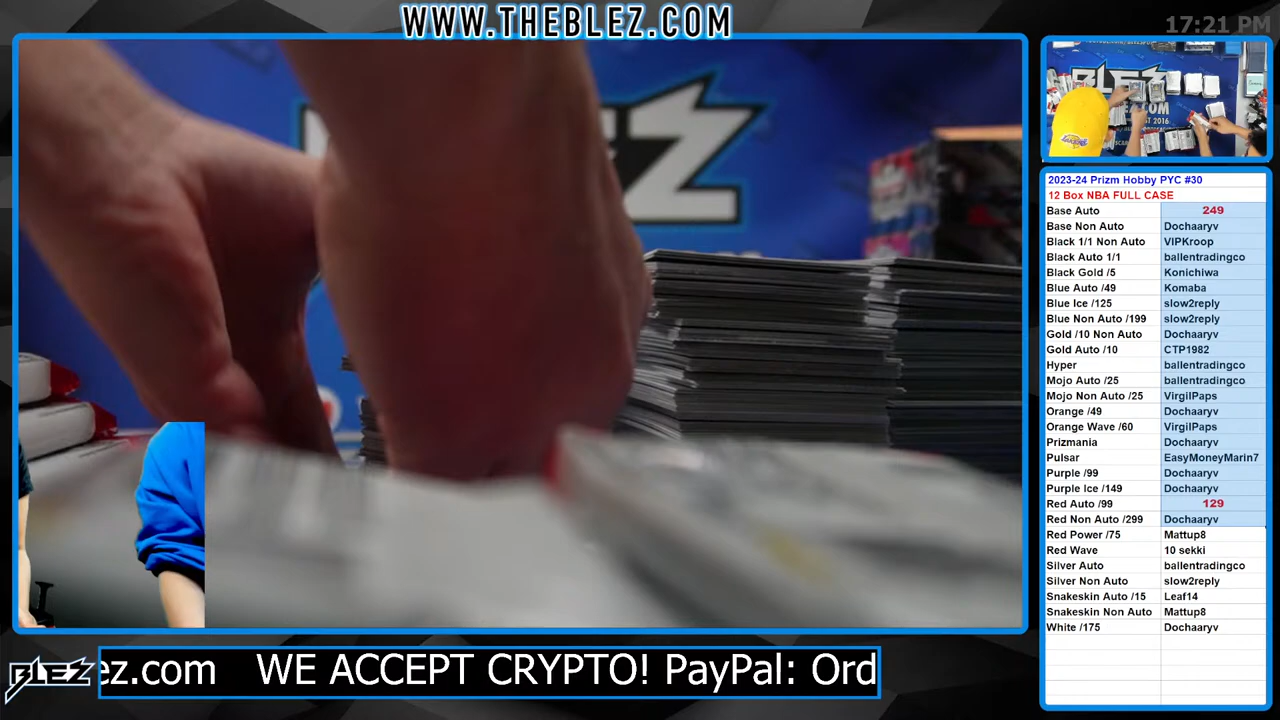 WWW.THEBLEZ.COM
17:21 PM
BLEZ
2023-24 Prizm Hobby PYC #30
12 Box NBA FULL CASE
Base Auto 249
Base Non Auto Dochaaryv
Black 1/1 Non Auto VIPKroop
Black Auto 1/1 ballentradingco
Black Gold /5 Konichiwa
Blue Auto /49 Komaba
Blue Ice /125 slow2reply
Blue Non Auto /199 slow2reply
Gold /10 Non Auto Dochaaryv
Gold Auto /10 CTP1982
Hyper ballentradingco
Mojo Auto /25 ballentradingco
Mojo Non Auto /25 VirgilPaps
Orange /49 Dochaaryv
Orange Wave /60 VirgilPaps
Prizmania Dochaaryv
Pulsar EasyMoneyMarin7
Purple /99 Dochaaryv
Purple Ice /149 Dochaaryv
Red Auto /99 129
Red Non Auto /299 Dochaaryv
Red Power /75 Mattup8
Red Wave 10 sekki
Silver Auto ballentradingco
Silver Non Auto slow2reply
Snakeskin Auto /15 Leaf14
Snakeskin Non Auto Mattup8
White /175 Dochaaryv
BLEZ
ez.com WE ACCEPT CRYPTO! PayPal: Ord